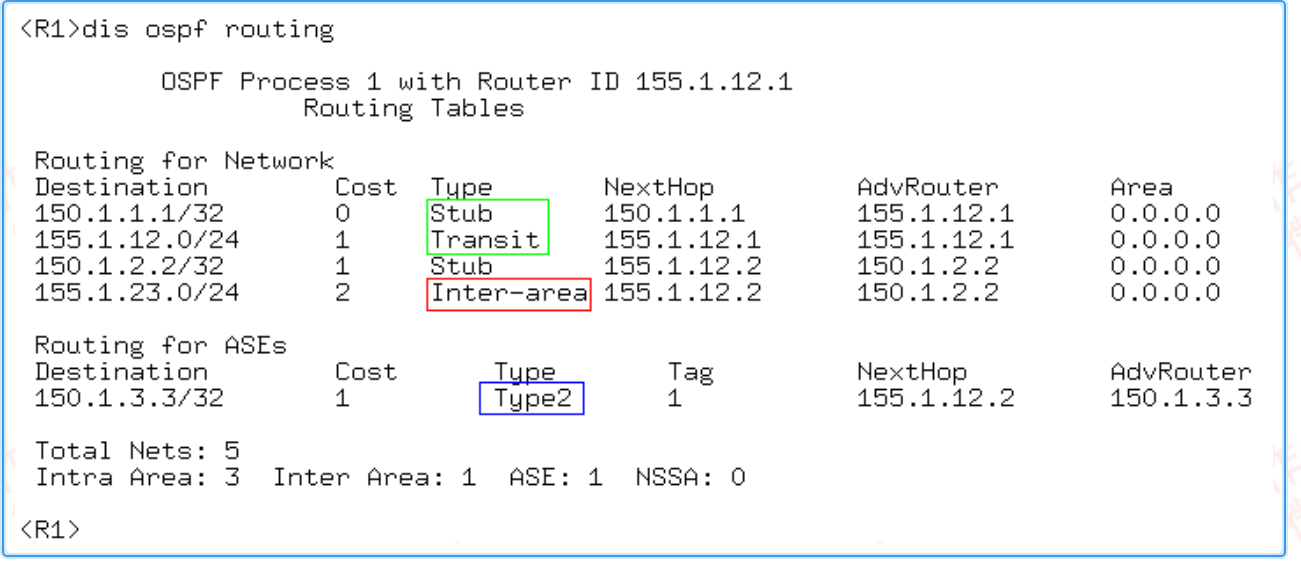 <R1>dis ospf routing
OSPF Process 1 with Router ID 155.1.12.1
Routing Tables
Routing for Network
Destination Cost Type NextHop AdvRouter Area
150.1.1.1/32 0 Stub 150.1.1.1 155.1.12.1 0.0.0.0
155.1.12.0/24 1 Transit 155.1.12.1 155.1.12.1 0.0.0.0
150.1.2.2/32 1 Stub 155.1.12.2 150.1.2.2 0.0.0.0
155.1.23.0/24 2 Inter-area 155.1.12.2 150.1.2.2 0.0.0.0
Routing for ASEs
Destination Cost Type Tag NextHop AdvRouter
150.1.3.3/32 1 Type2 1 155.1.12.2 150.1.3.3
Total Nets: 5
Intra Area: 3 Inter Area: 1 ASE: 1 NSSA: 0
<R1>